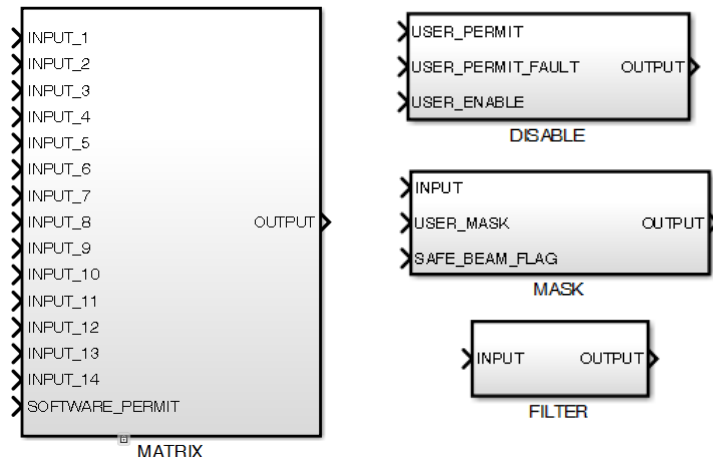 INPUT_1
INPUT_2
INPUT_3
INPUT_4
INPUT_5
INPUT_6
INPUT_7
INPUT_8 OUTPUT
INPUT_9
INPUT_10
INPUT_11
INPUT_12
INPUT_13
INPUT_14
SOFTWARE_PERMIT
MATRIX
USER_PERMIT
USER_PERMIT_FAULT OUTPUT
USER_ENABLE
DISABLE
INPUT
USER_MASK OUTPUT
SAFE_BEAM_FLAG
MASK
INPUT OUTPUT
FILTER